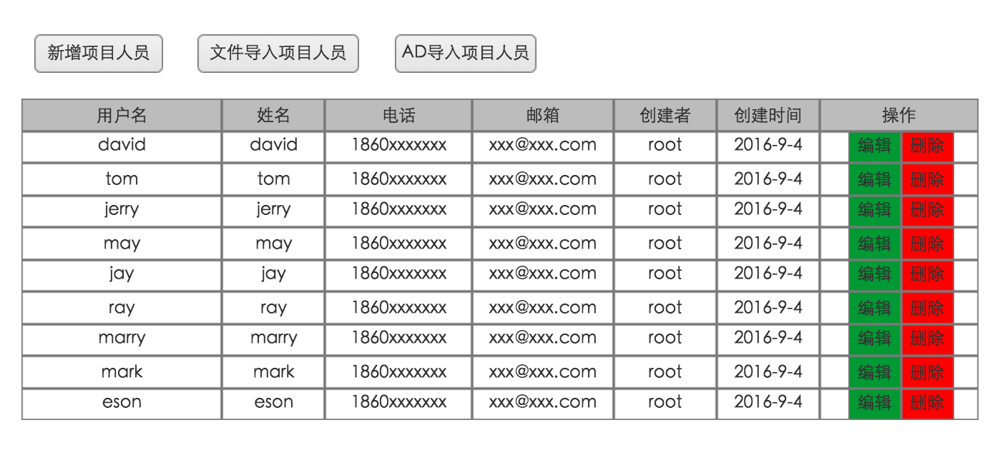 新增项目人员 文件导入项目人员 AD导入项目人员
用户名 姓名 电话 邮箱 创建者 创建时间 操作
david david 1860xxxxxxx xxx@xxx.com root 2016-9-4 编辑 删除
tom tom 1860xxxxxxx xxx@xxx.com root 2016-9-4 编辑 删除
jerry jerry 1860xxxxxxx xxx@xxx.com root 2016-9-4 编辑 删除
may may 1860xxxxxxx xxx@xxx.com root 2016-9-4 编辑 删除
jay jay 1860xxxxxxx xxx@xxx.com root 2016-9-4 编辑 删除
ray ray 1860xxxxxxx xxx@xxx.com root 2016-9-4 编辑 删除
marry marry 1860xxxxxxx xxx@xxx.com root 2016-9-4 编辑 删除
mark mark 1860xxxxxxx xxx@xxx.com root 2016-9-4 编辑 删除
eson eson 1860xxxxxxx xxx@xxx.com root 2016-9-4 编辑 删除